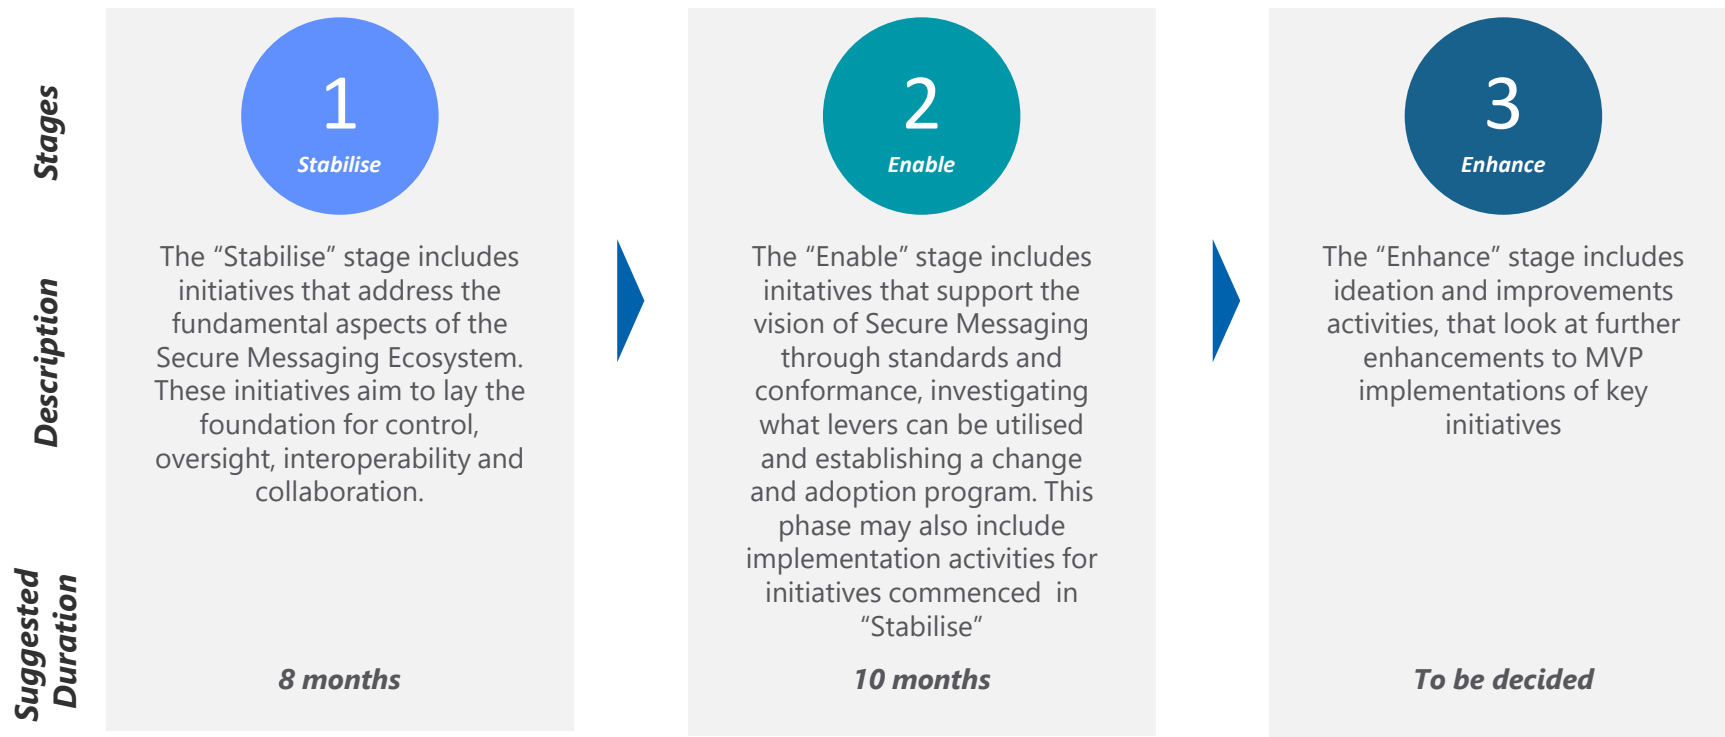 Stages
1
Stabilise
2
Enable
3
Enhance
Description
The “Stabilise” stage includes
initiatives that address the
fundamental aspects of the
Secure Messaging Ecosystem.
These initiatives aim to lay the
foundation for control,
oversight, interoperability and
collaboration.
The “Enable” stage includes
initatives that support the
vision of Secure Messaging
through standards and
conformance, investigating
what levers can be utilised
and establishing a change
and adoption program. This
phase may also include
implementation activities for
initiatives commenced  in
“Stabilise”
The “Enhance” stage includes
ideation and improvements
activities, that look at further
enhancements to MVP
implementations of key
initiatives
Suggested
Duration
8 months
10 months
To be decided